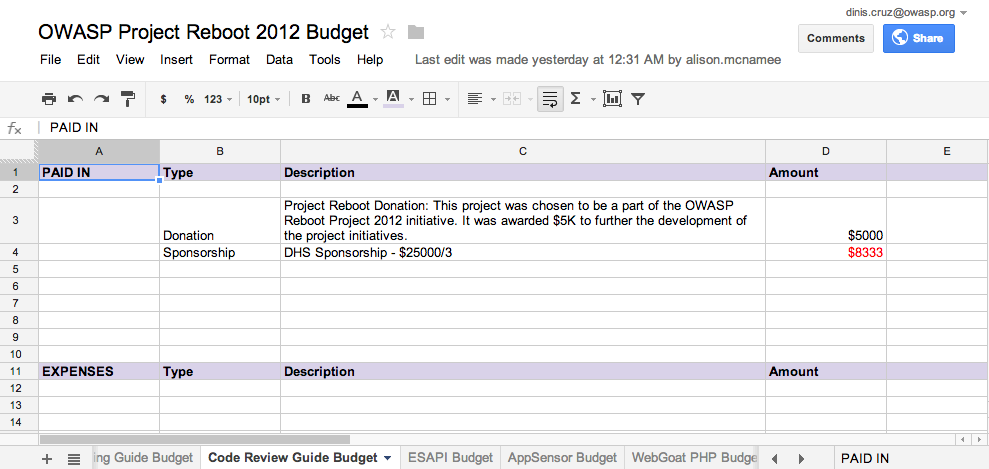 dinis.cruz@owasp.org
OWASP Project Reboot 2012 Budget
Comments
Share
File Edit View Insert Format Data Tools Help Last edit was made yesterday at 12:31 AM by alison.mcnamee
$ % 123 10pt B Abc A A Σ
fx PAID IN
A B C D E
1 PAID IN Type Description Amount
2
Project Reboot Donation: This project was chosen to be a part of the OWASP
3 Reboot Project 2012 initiative. It was awarded $5K to further the development of
Donation the project initiatives. $5000
4 Sponsorship DHS Sponsorship - $25000/3 $8333
5
6
7
8
9
10
11 EXPENSES Type Description Amount
12
13
14
+ ing Guide Budget Code Review Guide Budget ESAPI Budget AppSensor Budget WebGoat PHP Budge PAID IN